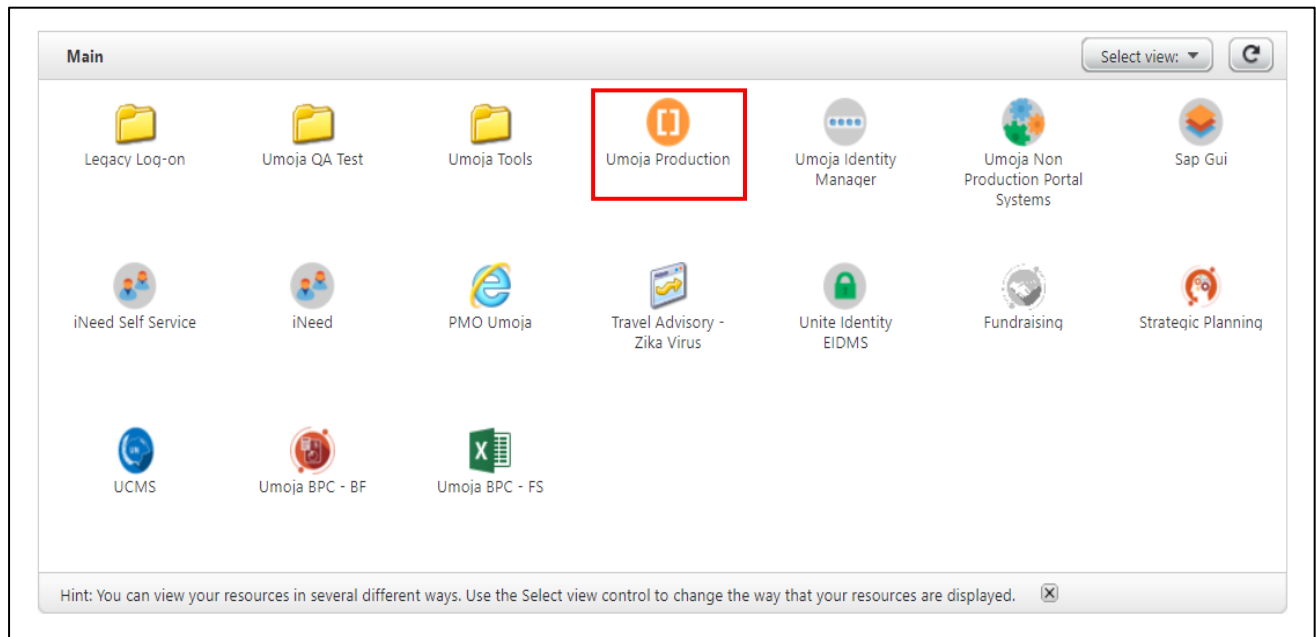 Main
Select view:
Legacy Log-on
Umoja QA Test
Umoja Tools
Umoja Production
Umoja Identity
Manager
Umoja Non
Production Portal
Systems
Sap Gui
iNeed Self Service
iNeed
PMO Umoja
Travel Advisory -
Zika Virus
Unite Identity
EIDMS
Fundraising
Strategic Planning
UN
UCMS
Umoja BPC - BF
Umoja BPC - FS
Hint: You can view your resources in several different ways. Use the Select view control to change the way that your resources are displayed.